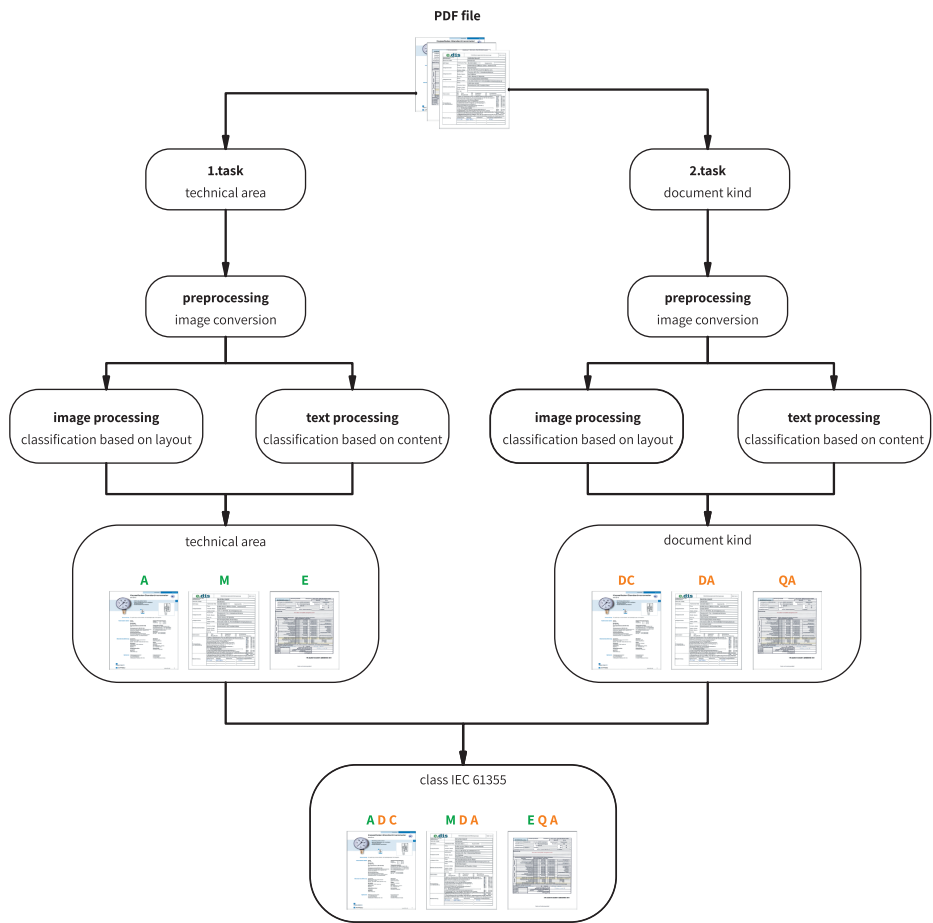 PDF file
1.task
technical area
2.task
document kind
preprocessing
image conversion
preprocessing
image conversion
image processing
classification based on layout
text processing
classification based on content
image processing
classification based on layout
text processing
classification based on content
technical area
A M E
document kind
DC DA QA
class IEC 61355
A D C M D A E Q A